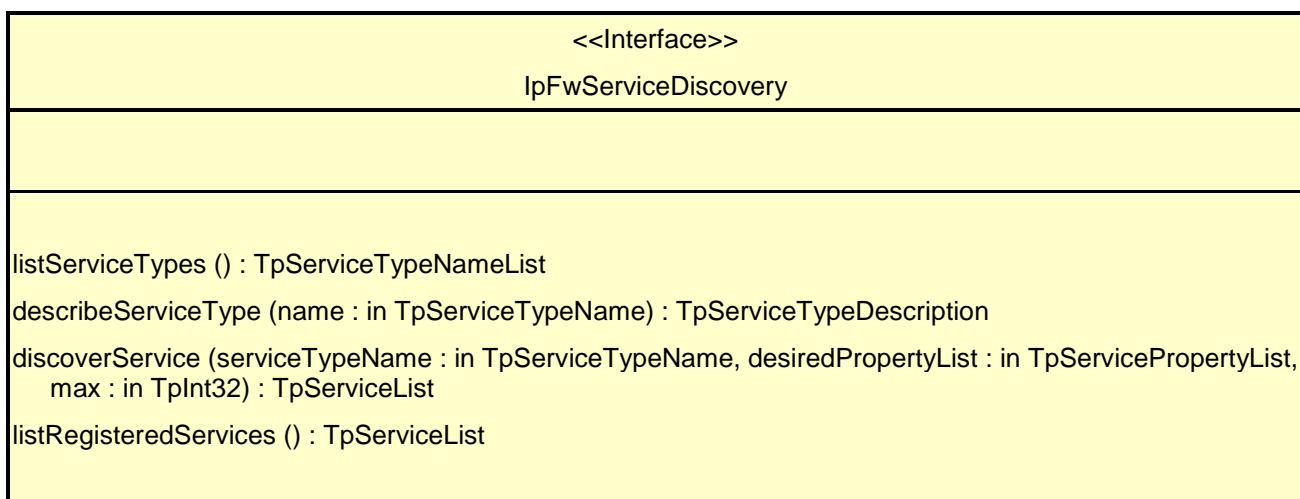 <<Interface>>
IpFwServiceDiscovery
listServiceTypes () : TpServiceTypeNameList
describeServiceType (name : in TpServiceTypeName) : TpServiceTypeDescription
discoverService (serviceTypeName : in TpServiceTypeName, desiredPropertyList : in TpServicePropertyList,
max : in TpInt32) : TpServiceList
listRegisteredServices () : TpServiceList